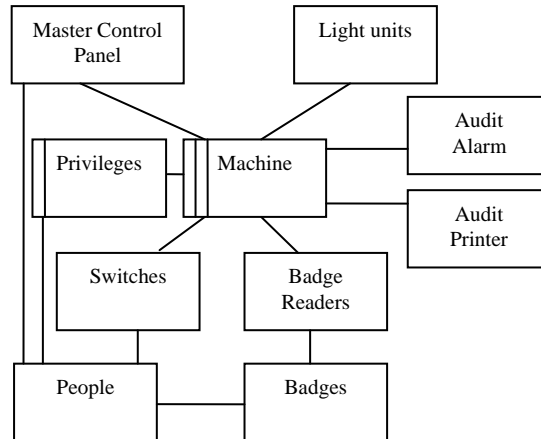 Master Control
Panel
Light units
Audit
Alarm
Privileges
Machine
Audit
Printer
Switches
Badge
Readers
People
Badges